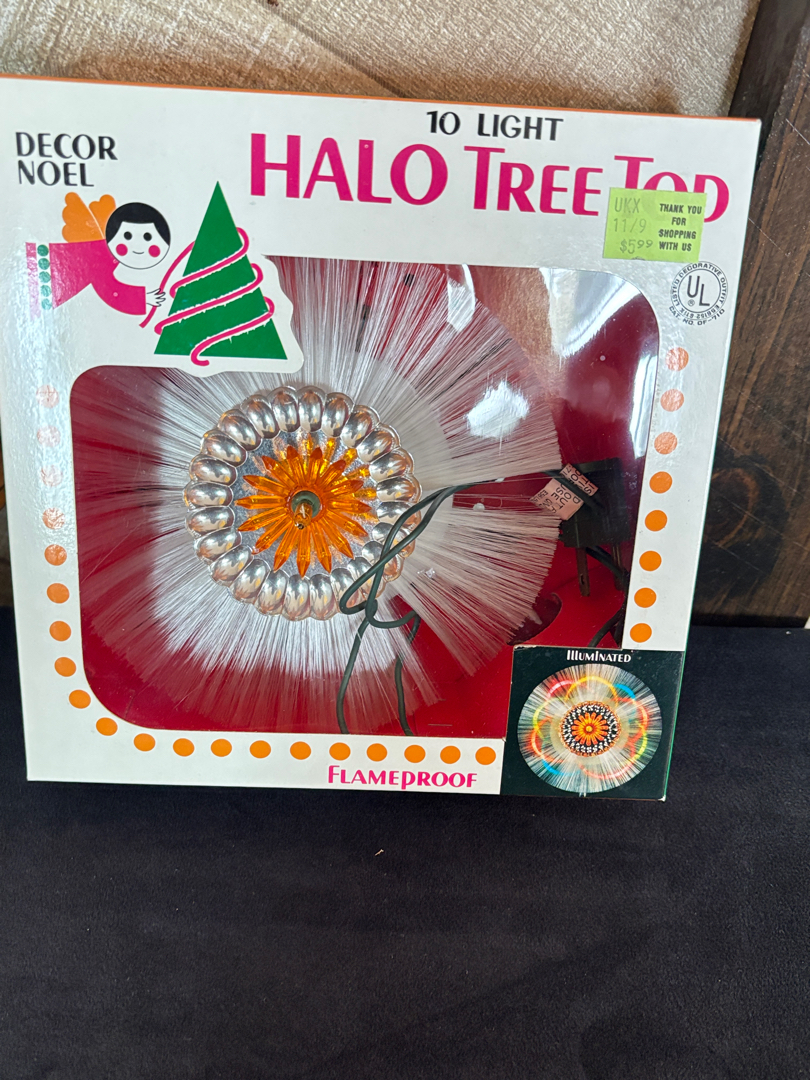 10 LIGHT
DECOR
NOEL
HALO TREE TOP
UKX
11/9
$5.99
THANK YOU
FOR
SHOPPING
WITH US
UL
®
ILLUMINATED
FLAMEPROOF